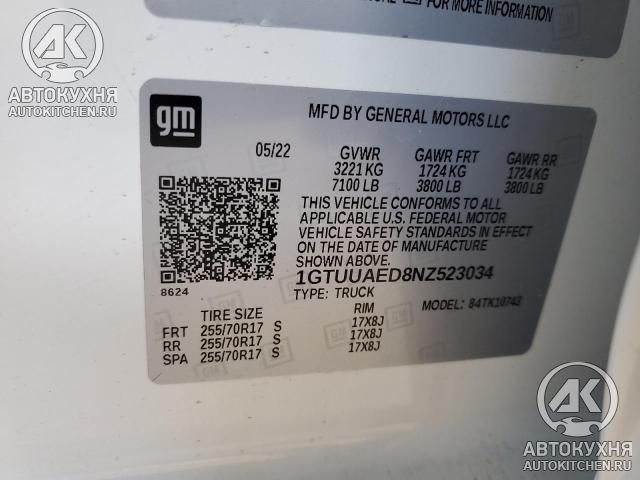 FOR MORE INFORMATION
AK
АВТОКУХНЯ
AUTOKITCHEN.RU
gm
MFD BY GENERAL MOTORS LLC
05/22 GVWR GAWR FRT GAWR RR
3221 KG 1724 KG 1724 KG
7100 LB 3800 LB 3800 LB
THIS VEHICLE CONFORMS TO ALL
APPLICABLE U.S. FEDERAL MOTOR
VEHICLE SAFETY STANDARDS IN EFFECT
ON THE DATE OF MANUFACTURE
SHOWN ABOVE.
1GTUUAED8NZ523034
8624
TYPE: TRUCK MODEL: 84TK10743
TIRE SIZE RIM
FRT 255/70R17 S 17X8J
RR 255/70R17 S 17X8J
SPA 255/70R17 S 17X8J
AK
АВТОКУХНЯ
AUTOKITCHEN.RU